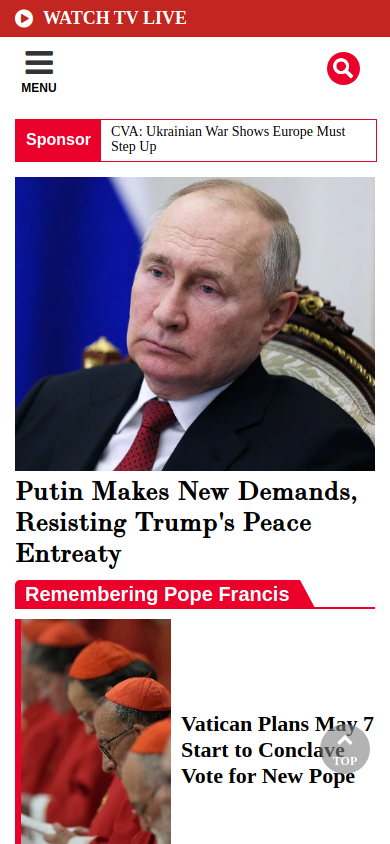 WATCH TV LIVE
MENU
Sponsor
CVA: Ukrainian War Shows Europe Must
Step Up
Putin Makes New Demands,
Resisting Trump's Peace
Entreaty
Remembering Pope Francis
Vatican Plans May 7
Start to Conclave
Vote for New Pope
TOP